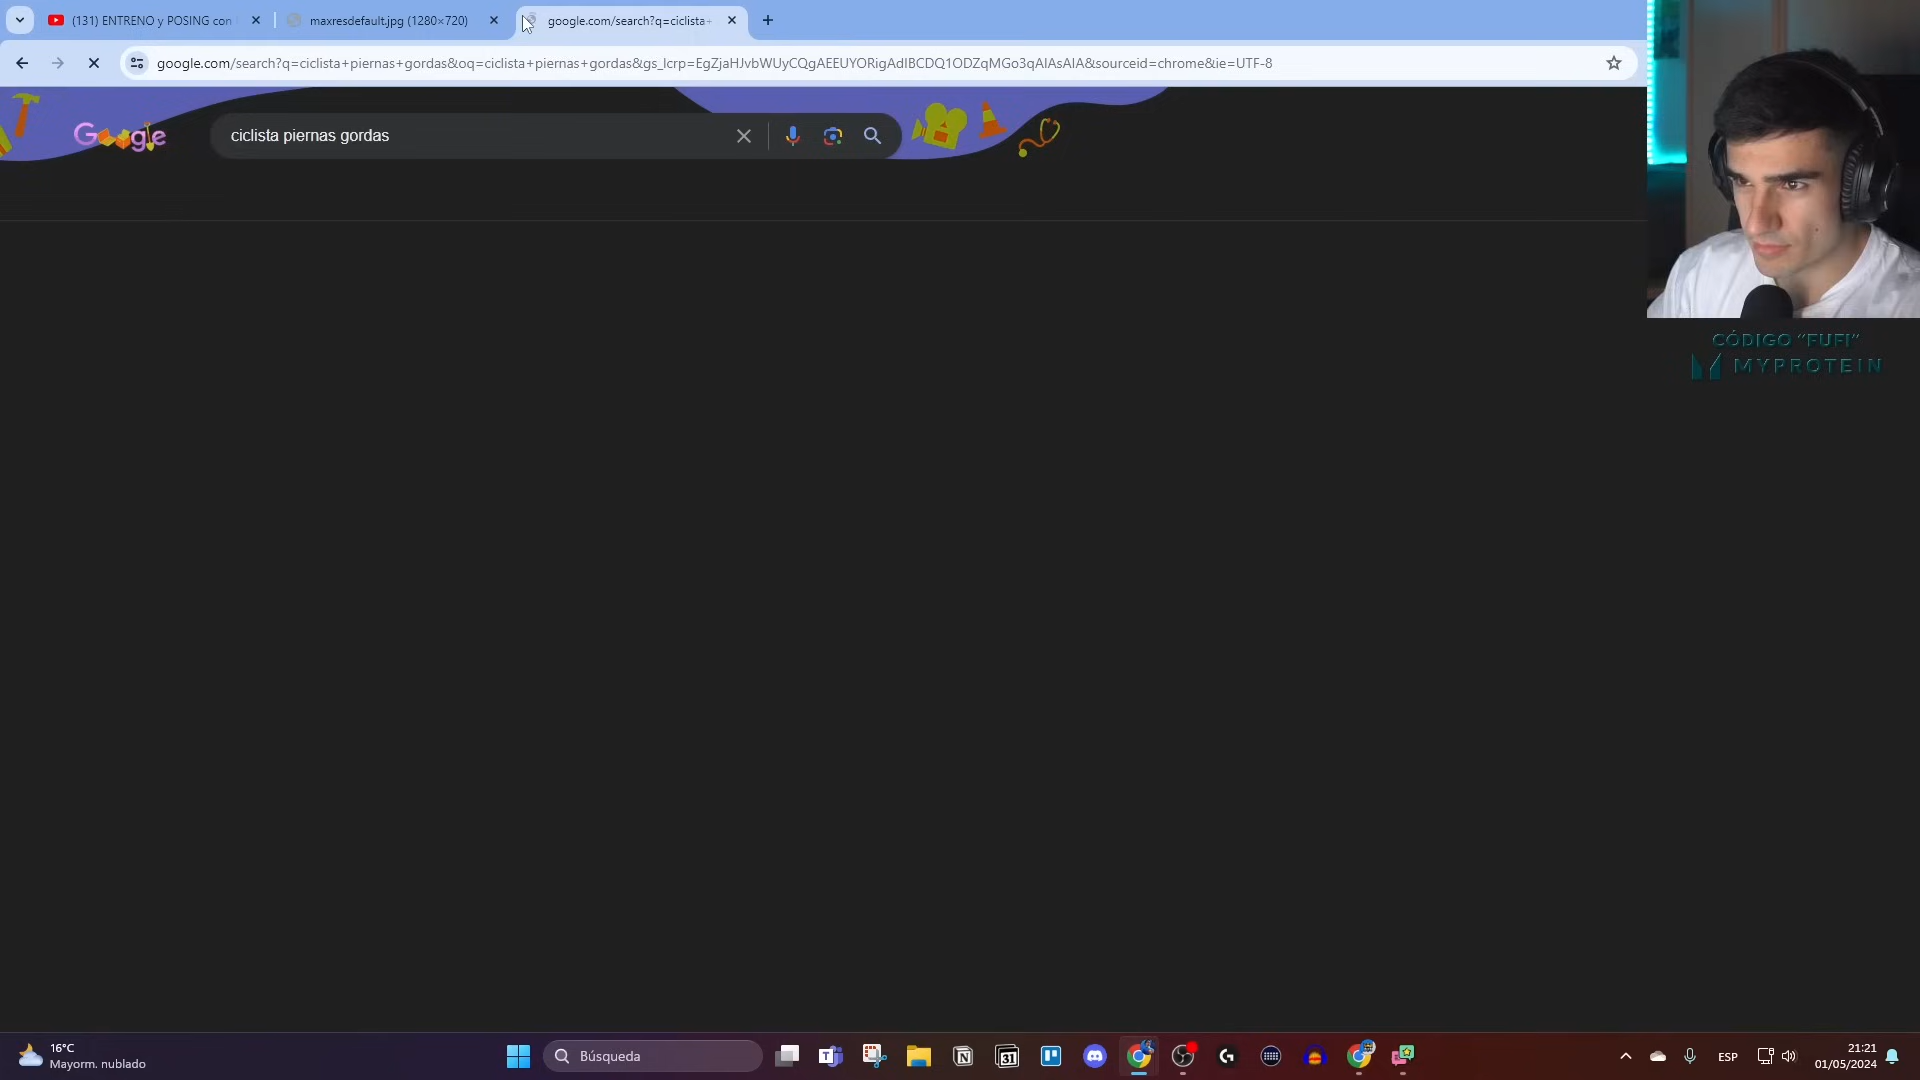 (131) ENTRENO y POSING con
maxresdefault.jpg (1280×720)
google.com/search?q=ciclista+
google.com/search?q=ciclista+piernas+gordas&oq=ciclista+piernas+gordas&gs_lcrp=EgZjaHJvbWUyCQgAEEUYORigAdIBCDQ1ODZqMGo3qAIAsAIA&sourceid=chrome&ie=UTF-8
Google
ciclista piernas gordas
CÓDIGO “FUFI”
MYPROTEIN
16°C
Mayorm. nublado
Búsqueda
31
ESP
21:21
01/05/2024